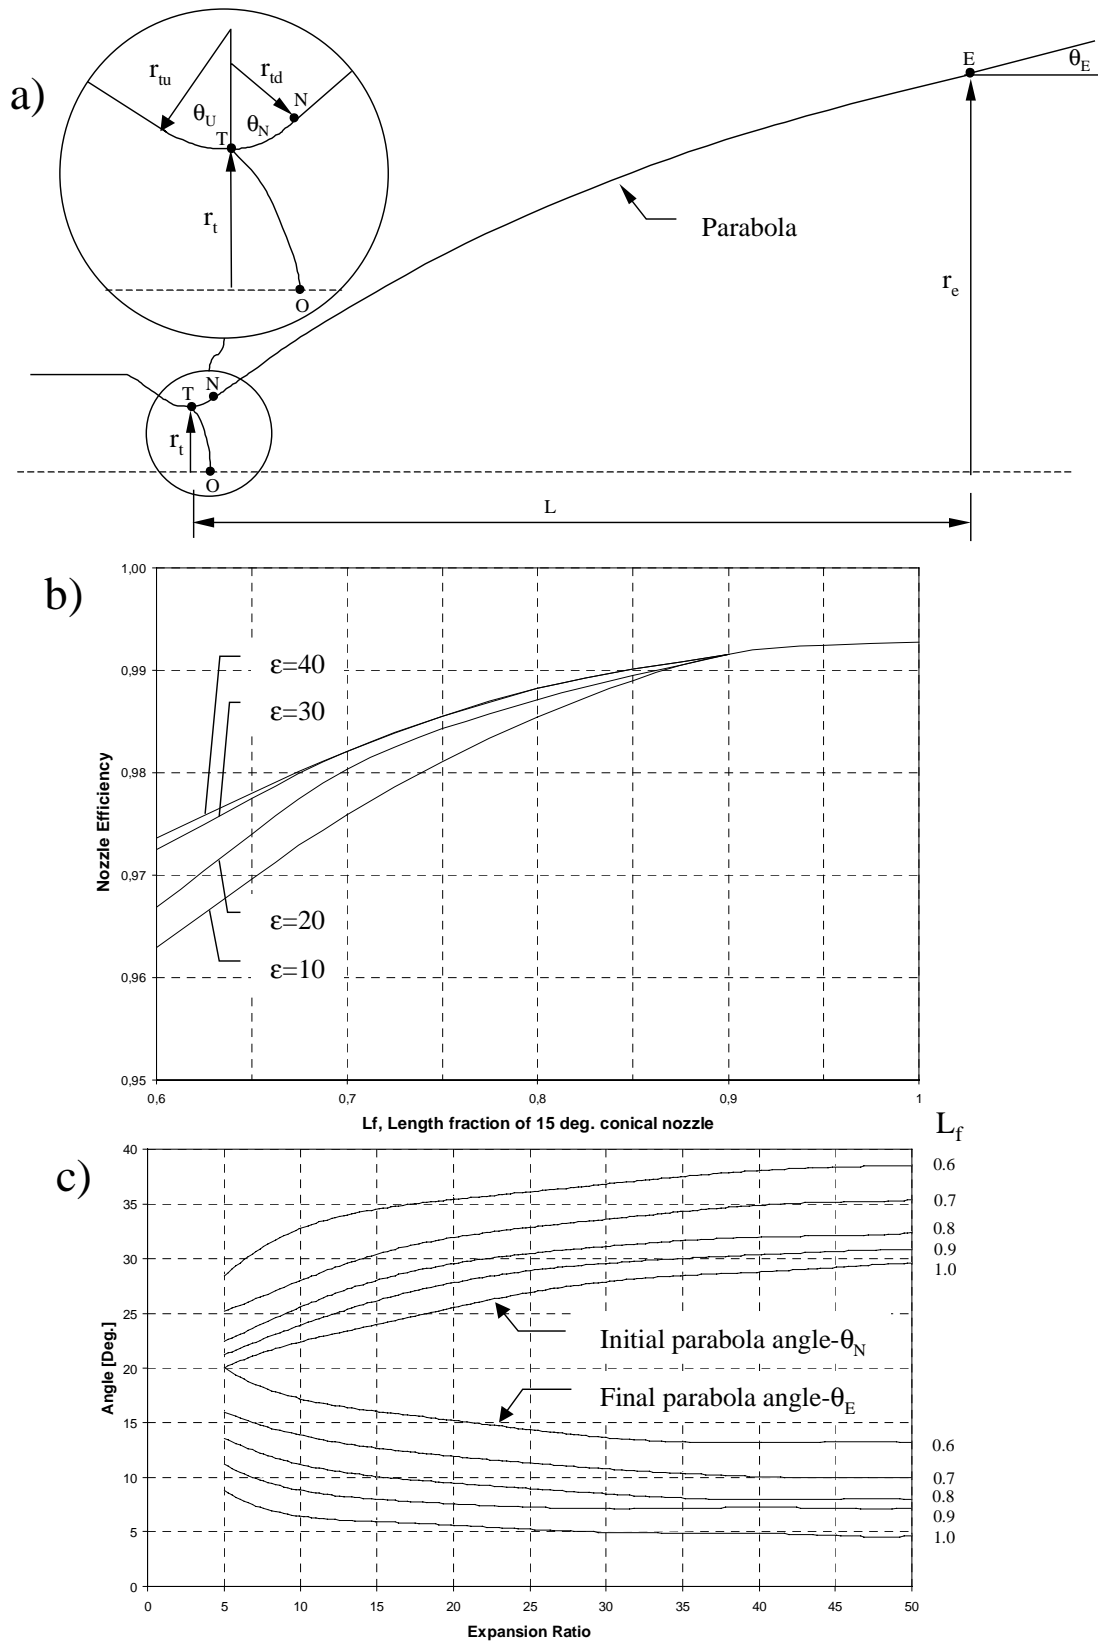 a)
r_tu
r_td
N
θ_U
θ_N
T
r_t
O
E
θ_E
Parabola
r_e
T
N
r_t
O
L
b)
1,00
0,99
0,98
0,97
0,96
0,95
Nozzle Efficiency
ε=40
ε=30
ε=20
ε=10
0,6
0,7
0,8
0,9
1
Lf, Length fraction of 15 deg. conical nozzle
c)
L_f
40
35
30
25
20
15
10
5
0
Angle [Deg.]
0.6
0.7
0.8
0.9
1.0
Initial parabola angle-θ_N
Final parabola angle-θ_E
0.6
0.7
0.8
0.9
1.0
0
5
10
15
20
25
30
35
40
45
50
Expansion Ratio